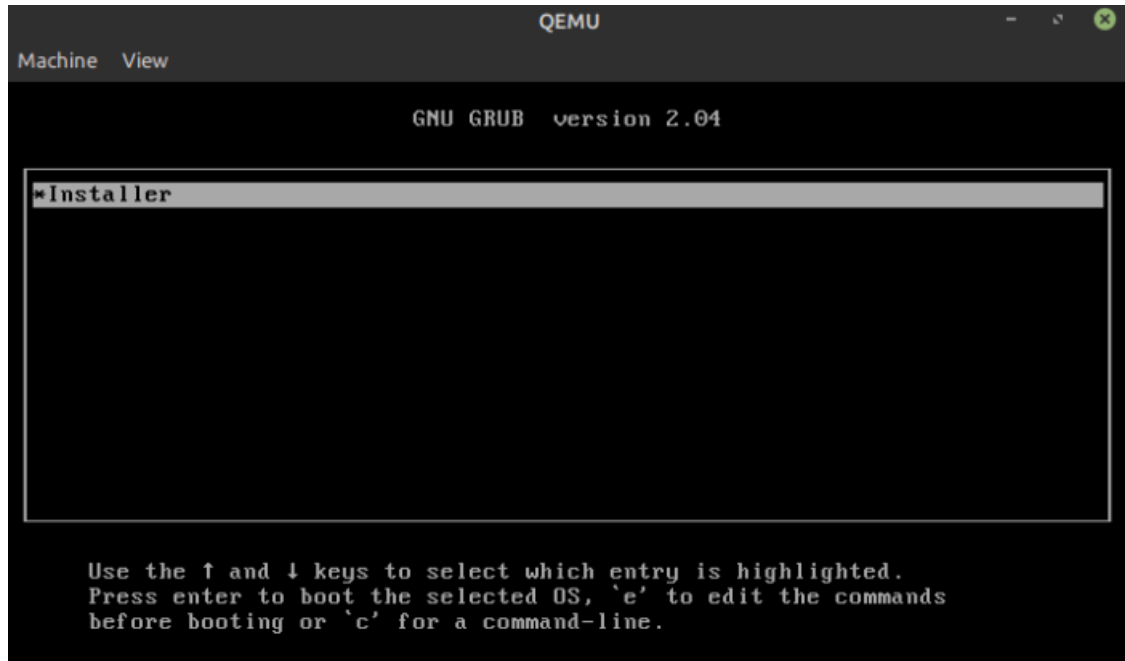 QEMU
Machine View
GNU GRUB version 2.04
*Installer
Use the ↑ and ↓ keys to select which entry is highlighted.
Press enter to boot the selected OS, `e' to edit the commands
before booting or `c' for a command-line.